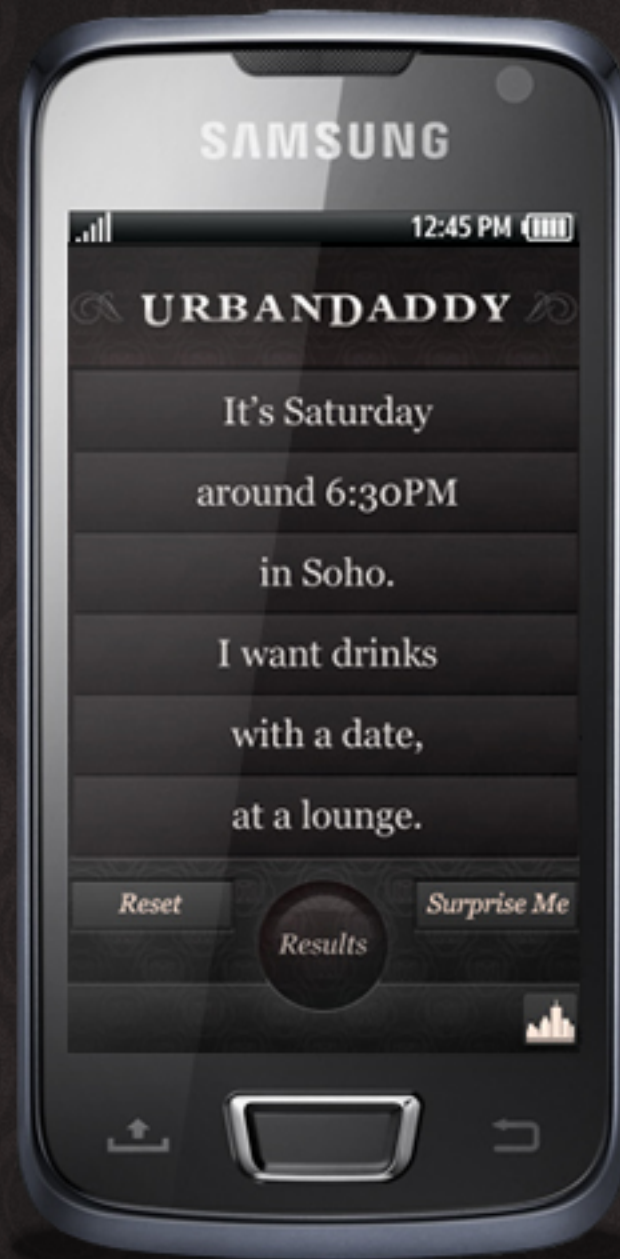 SAMSUNG
12:45 PM
URBANDADDY
It's Saturday
around 6:30PM
in Soho.
I want drinks
with a date,
at a lounge.
Reset
Results
Surprise Me